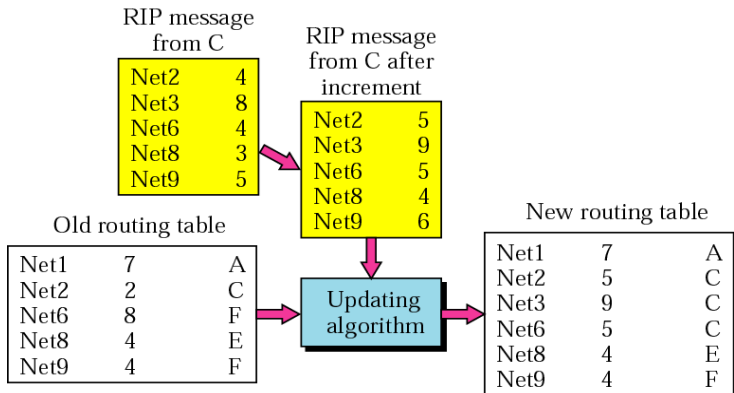 RIP message
from C
Net2 4
Net3 8
Net6 4
Net8 3
Net9 5
RIP message
from C after
increment
Net2 5
Net3 9
Net6 5
Net8 4
Net9 6
Old routing table
Net1 7 A
Net2 2 C
Net6 8 F
Net8 4 E
Net9 4 F
Updating
algorithm
New routing table
Net1 7 A
Net2 5 C
Net3 9 C
Net6 5 C
Net8 4 E
Net9 4 F